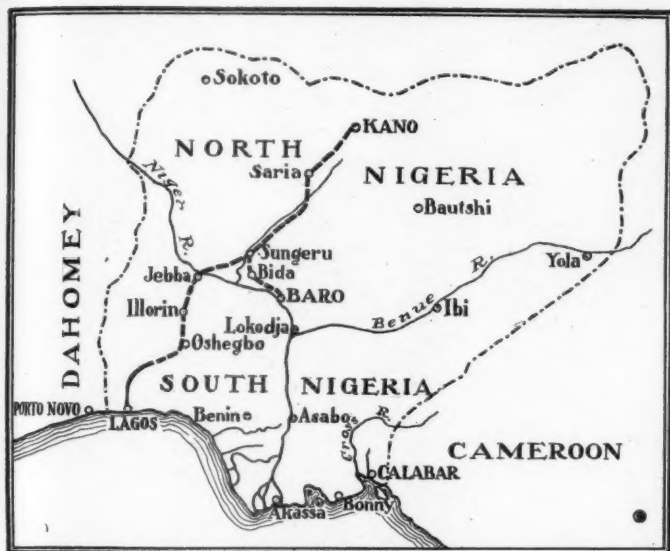 Sokoto
KANO
NORTH
Saria
NIGERIA
Niger R.
Bautshi
DAHOMEY
Sungeru
Jebba
Bida
Yola
BARO
Illorin
Benue R.
Ibi
Lokodja
Oshegbo
SOUTH NIGERIA
PORTO NOVO
LAGOS
Benin
Asabo
Cross R.
CAMEROON
CALABAR
Akassa
Bonny